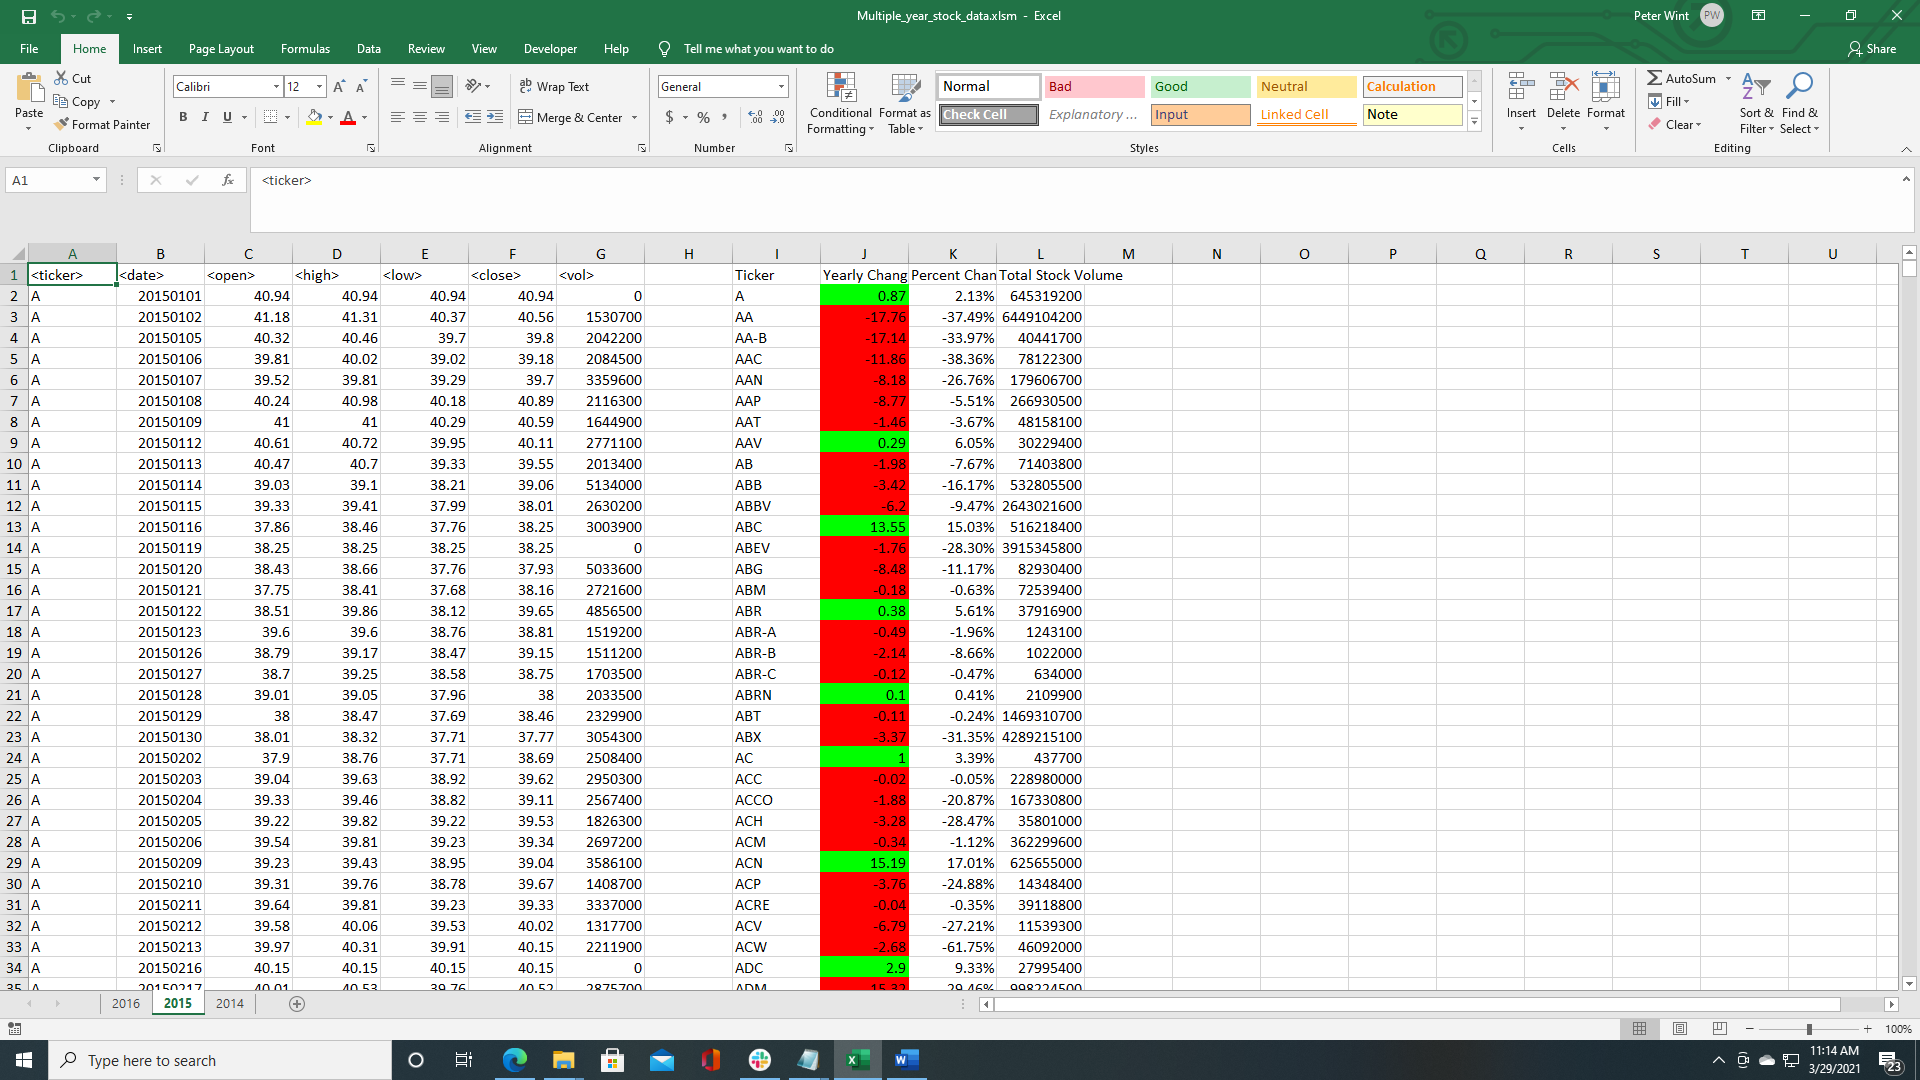 Multiple_year_stock_data.xlsm - Excel
Peter Wint PW
File Home Insert Page Layout Formulas Data Review View Developer Help Tell me what you want to do Share
Paste Cut Copy Format Painter Clipboard
Calibri 12 A A B I U A Font
ab Wrap Text Merge & Center Alignment
General $ % , .00 Number
Conditional Formatting Format as Table
Normal Bad Good Neutral Calculation
Check Cell Explanatory ... Input Linked Cell Note
Styles
Insert Delete Format Cells
AutoSum Fill Clear Sort & Filter Find & Select Editing
A1 fx <ticker>
A B C D E F G H I J K L M N O P Q R S T U
1 <ticker> <date> <open> <high> <low> <close> <vol> Ticker Yearly Chang Percent Chan Total Stock Volume
2 A 20150101 40.94 40.94 40.94 40.94 0 A 0.87 2.13% 645319200
3 A 20150102 41.18 41.31 40.37 40.56 1530700 AA -17.76 -37.49% 6449104200
4 A 20150105 40.32 40.46 39.7 39.8 2042200 AA-B -17.14 -33.97% 40441700
5 A 20150106 39.81 40.02 39.02 39.18 2084500 AAC -11.86 -38.36% 78122300
6 A 20150107 39.52 39.81 39.29 39.7 3359600 AAN -8.18 -26.76% 179606700
7 A 20150108 40.24 40.98 40.18 40.89 2116300 AAP -8.77 -5.51% 266930500
8 A 20150109 41 41 40.29 40.59 1644900 AAT -1.46 -3.67% 48158100
9 A 20150112 40.61 40.72 39.95 40.11 2771100 AAV 0.29 6.05% 30229400
10 A 20150113 40.47 40.7 39.33 39.55 2013400 AB -1.98 -7.67% 71403800
11 A 20150114 39.03 39.1 38.21 39.06 5134000 ABB -3.42 -16.17% 532805500
12 A 20150115 39.33 39.41 37.99 38.01 2630200 ABBV -6.2 -9.47% 2643021600
13 A 20150116 37.86 38.46 37.76 38.25 3003900 ABC 13.55 15.03% 516218400
14 A 20150119 38.25 38.25 38.25 38.25 0 ABEV -1.76 -28.30% 3915345800
15 A 20150120 38.43 38.66 37.76 37.93 5033600 ABG -8.48 -11.17% 82930400
16 A 20150121 37.75 38.41 37.68 38.16 2721600 ABM -0.18 -0.63% 72539400
17 A 20150122 38.51 39.86 38.12 39.65 4856500 ABR 0.38 5.61% 37916900
18 A 20150123 39.6 39.6 38.76 38.81 1519200 ABR-A -0.49 -1.96% 1243100
19 A 20150126 38.79 39.17 38.47 39.15 1511200 ABR-B -2.14 -8.66% 1022000
20 A 20150127 38.7 39.25 38.58 38.75 1703500 ABR-C -0.12 -0.47% 634000
21 A 20150128 39.01 39.05 37.96 38 2033500 ABRN 0.1 0.41% 2109900
22 A 20150129 38 38.47 37.69 38.46 2329900 ABT -0.11 -0.24% 1469310700
23 A 20150130 38.01 38.32 37.71 37.77 3054300 ABX -3.37 -31.35% 4289215100
24 A 20150202 37.9 38.76 37.71 38.69 2508400 AC 1 3.39% 437700
25 A 20150203 39.04 39.63 38.92 39.62 2950300 ACC -0.02 -0.05% 228980000
26 A 20150204 39.33 39.46 38.82 39.11 2567400 ACCO -1.88 -20.87% 167330800
27 A 20150205 39.22 39.82 39.22 39.53 1826300 ACH -3.28 -28.47% 35801000
28 A 20150206 39.54 39.81 39.23 39.34 2697200 ACM -0.34 -1.12% 362299600
29 A 20150209 39.23 39.43 38.95 39.04 3586100 ACN 15.19 17.01% 625655000
30 A 20150210 39.31 39.76 38.78 39.67 1408700 ACP -3.76 -24.88% 14348400
31 A 20150211 39.64 39.81 39.23 39.33 3337000 ACRE -0.04 -0.35% 39118800
32 A 20150212 39.58 40.06 39.53 40.02 1317700 ACV -6.79 -27.21% 11539300
33 A 20150213 39.97 40.31 39.91 40.15 2211900 ACW -2.68 -61.75% 46092000
34 A 20150216 40.15 40.15 40.15 40.15 0 ADC 2.9 9.33% 27995400
35 A 20150217 40.01 40.53 39.76 40.52 2875700 ADM -15.32 -29.46% 998224500
2016 2015 2014
100%
Type here to search
11:14 AM
3/29/2021
23